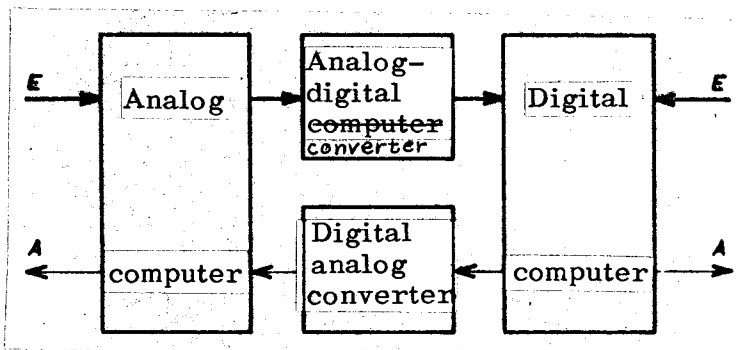 E
Analog
computer
A
Analog-
digital
computer
converter
Digital
analog
converter
Digital
computer
E
A